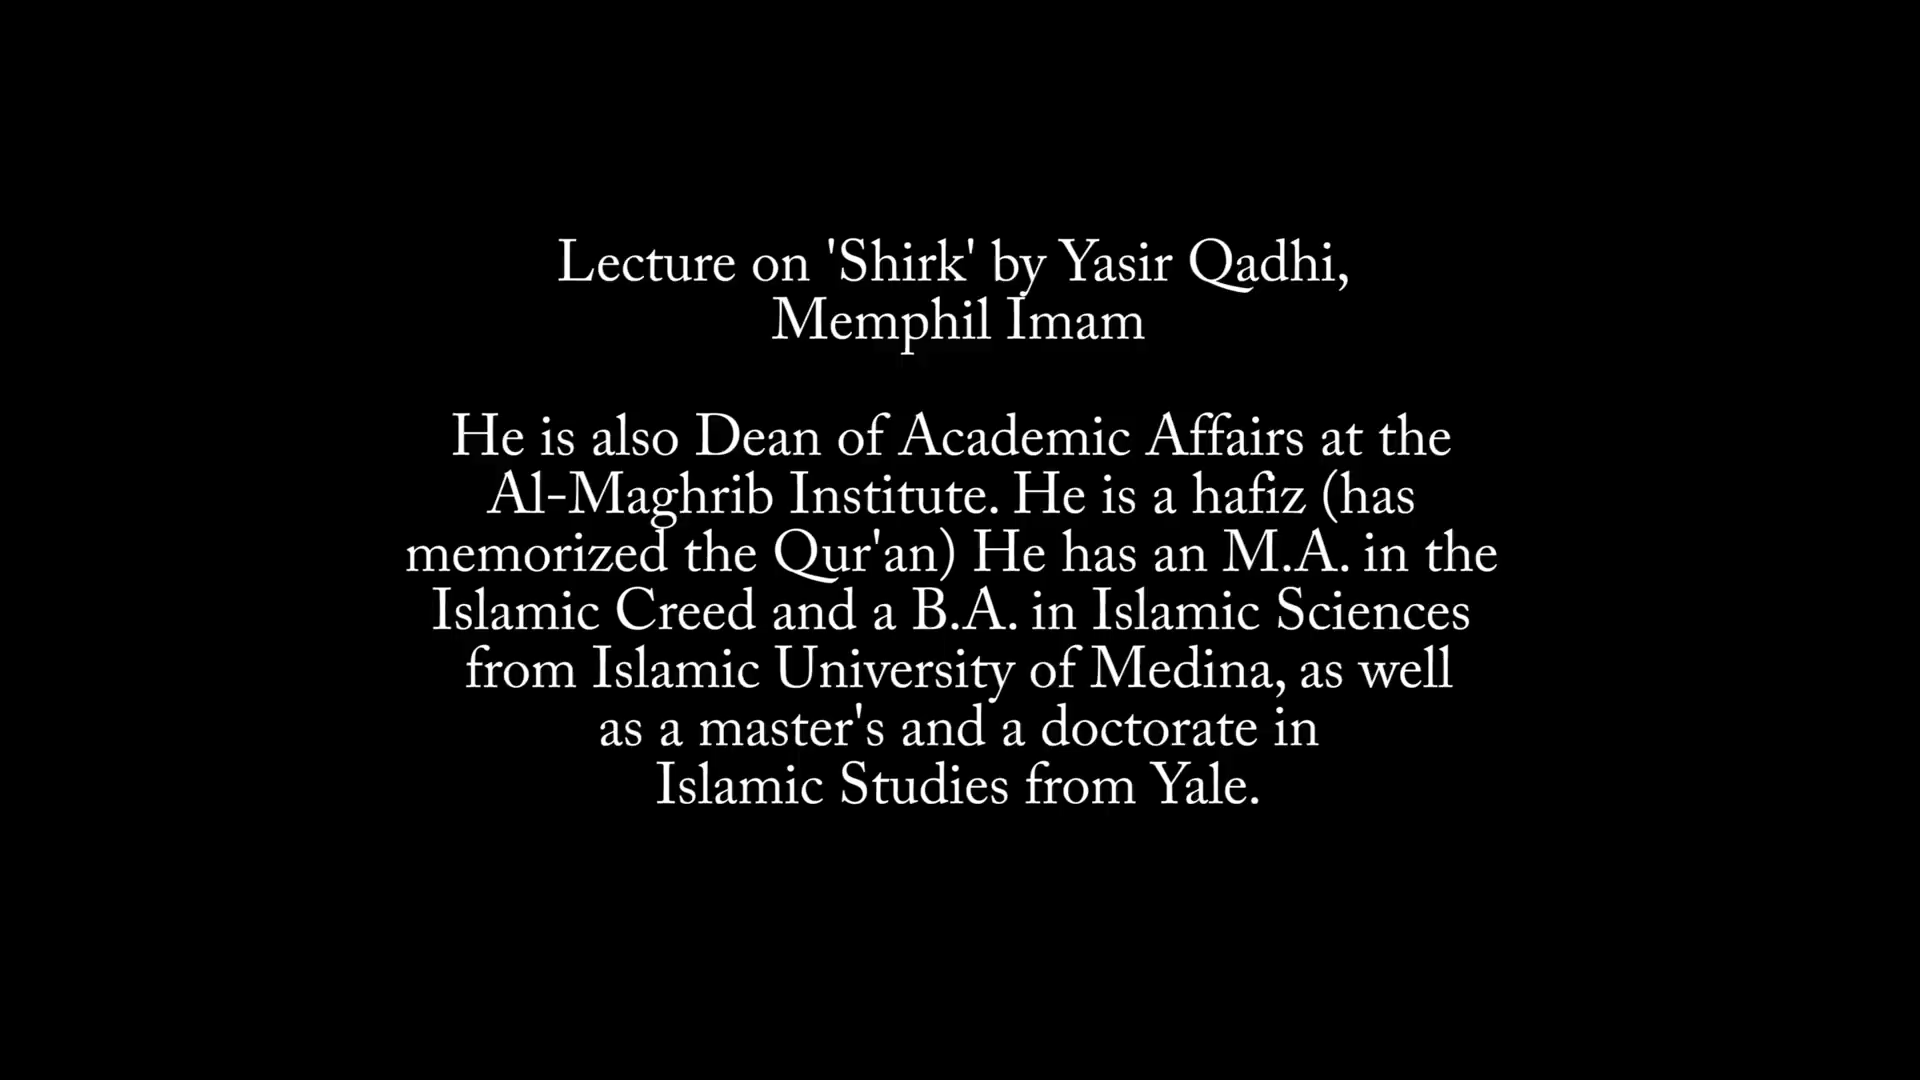 Lecture on 'Shirk' by Yasir Qadhi,
Memphil Imam
He is also Dean of Academic Affairs at the
Al-Maghrib Institute. He is a hafiz (has
memorized the Qur'an) He has an M.A. in the
Islamic Creed and a B.A. in Islamic Sciences
from Islamic University of Medina, as well
as a master's and a doctorate in
Islamic Studies from Yale.